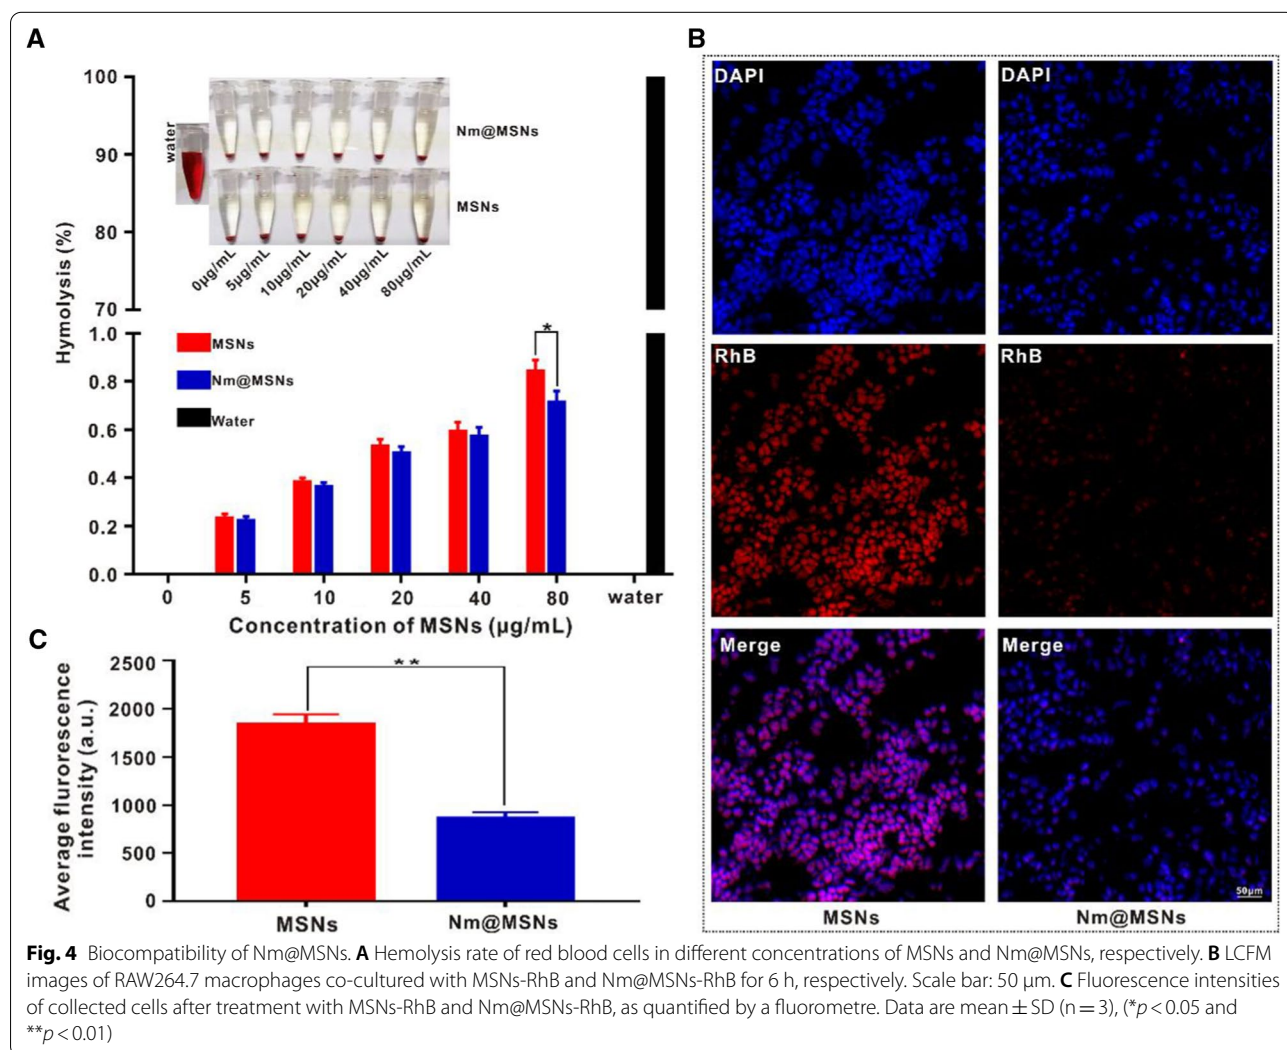 A
Hymolysis (%)
100
90
80
70
1.0
0.8
0.6
0.4
0.2
0.0
water
Nm@MSNs
MSNs
0μg/mL
5μg/mL
10μg/mL
20μg/mL
40μg/mL
80μg/mL
MSNs
Nm@MSNs
Water
*
0 5 10 20 40 80 water
Concentration of MSNs (μg/mL)
B
DAPI DAPI
RhB RhB
Merge Merge
50μm
MSNs Nm@MSNs
C
Average flurorescence
intensity (a.u.)
2500
2000
1500
1000
500
0
**
MSNs Nm@MSNs
Fig. 4 Biocompatibility of Nm@MSNs. A Hemolysis rate of red blood cells in different concentrations of MSNs and Nm@MSNs, respectively. B LCFM
images of RAW264.7 macrophages co-cultured with MSNs-RhB and Nm@MSNs-RhB for 6 h, respectively. Scale bar: 50 μm. C Fluorescence intensities
of collected cells after treatment with MSNs-RhB and Nm@MSNs-RhB, as quantified by a fluorometre. Data are mean ± SD (n = 3), (*p < 0.05 and
**p < 0.01)